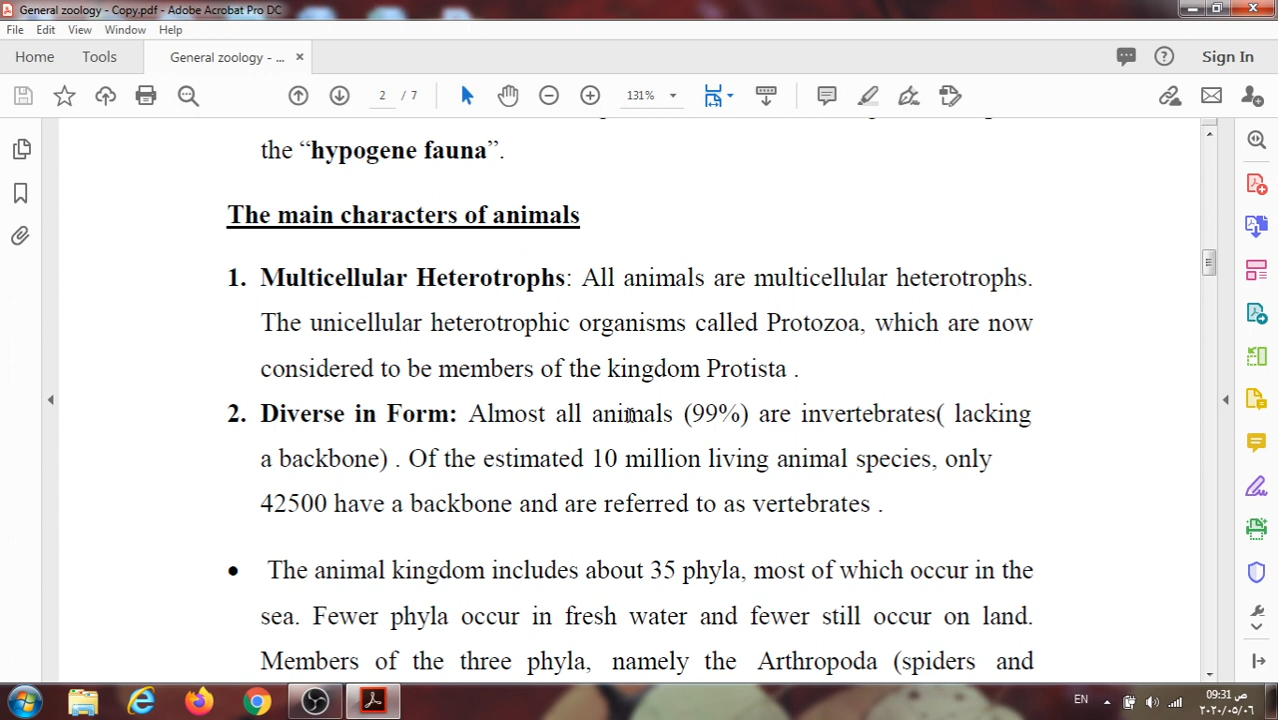 General zoology - Copy.pdf - Adobe Acrobat Pro DC
File Edit View Window Help
Home Tools General zoology - ... ×
Sign In
2 / 7
131%
the “hypogene fauna”.
The main characters of animals
1. Multicellular Heterotrophs: All animals are multicellular heterotrophs.
The unicellular heterotrophic organisms called Protozoa, which are now
considered to be members of the kingdom Protista .
2. Diverse in Form: Almost all animals (99%) are invertebrates( lacking
a backbone) . Of the estimated 10 million living animal species, only
42500 have a backbone and are referred to as vertebrates .
• The animal kingdom includes about 35 phyla, most of which occur in the
sea. Fewer phyla occur in fresh water and fewer still occur on land.
Members of the three phyla, namely the Arthropoda (spiders and
EN
09:31 ص
٢٠٢٠/٠٥/٠٦